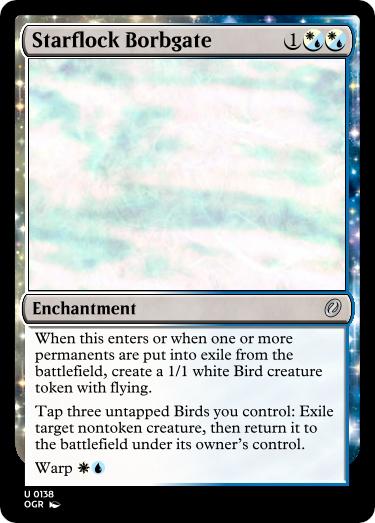 Starflock Borbgate 1
Enchantment
When this enters or when one or more
permanents are put into exile from the
battlefield, create a 1/1 white Bird creature
token with flying.
Tap three untapped Birds you control: Exile
target nontoken creature, then return it to
the battlefield under its owner's control.
Warp
U 0138
OGR